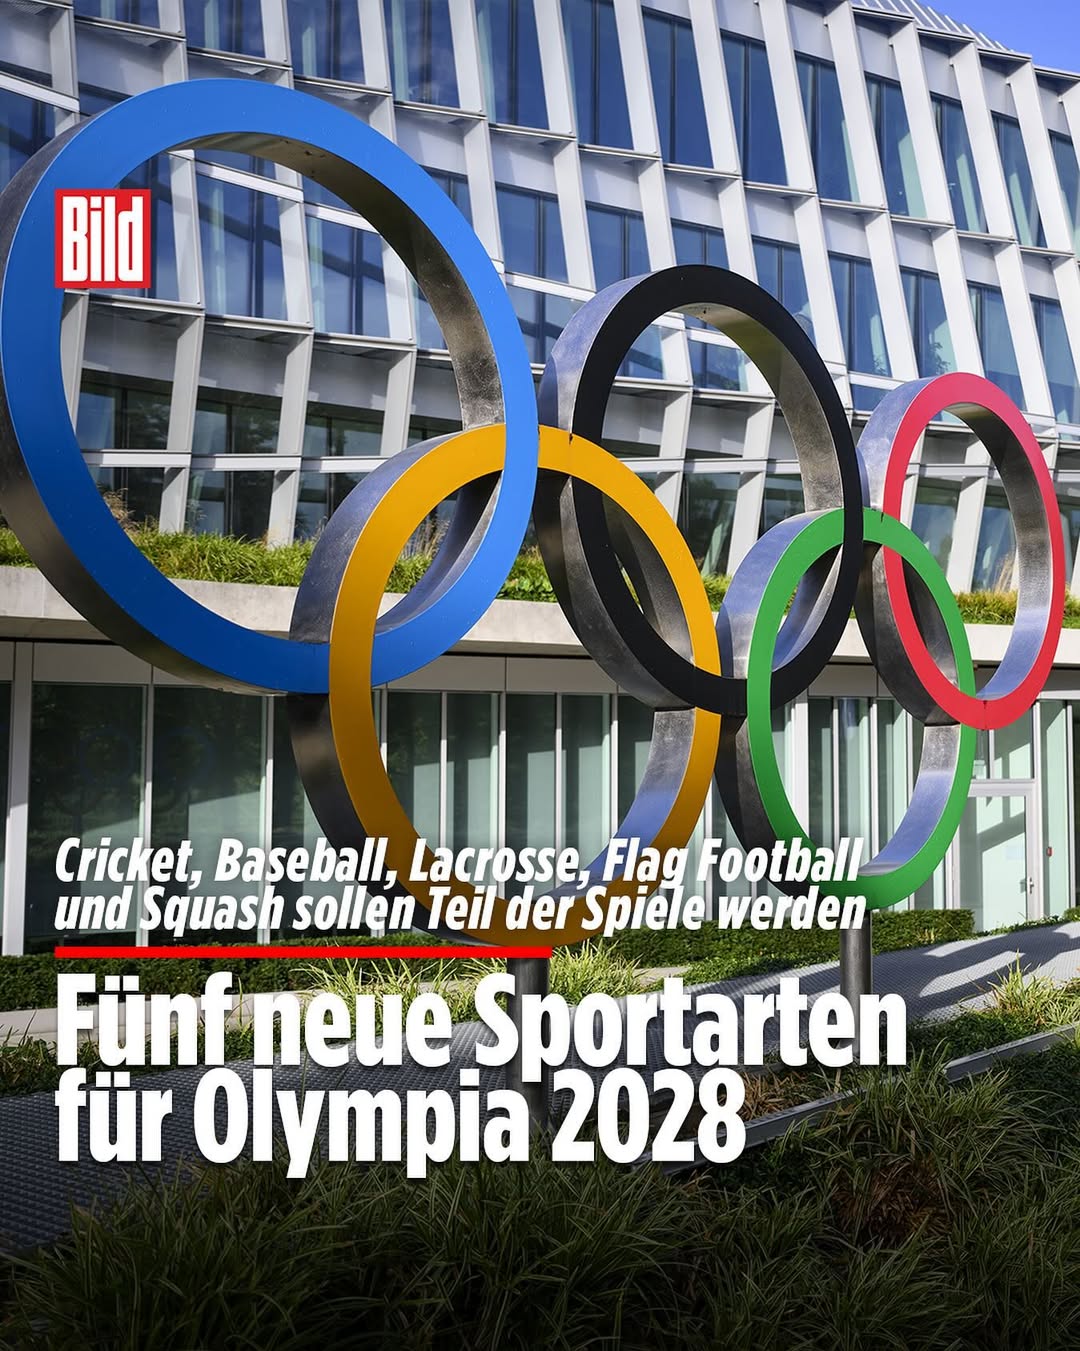 Bild
Cricket, Baseball, Lacrosse, Flag Football
und Squash sollen Teil der Spiele werden
Fünf neue Sportarten
für Olympia 2028